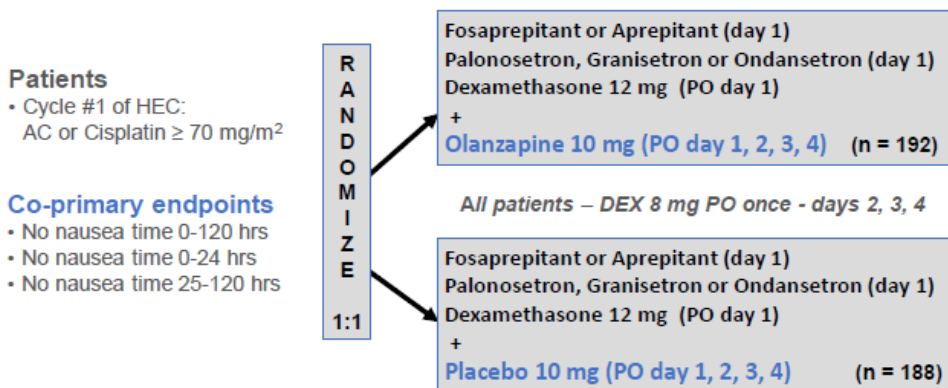 Patients
• Cycle #1 of HEC:
AC or Cisplatin ≥ 70 mg/m²
Co-primary endpoints
• No nausea time 0-120 hrs
• No nausea time 0-24 hrs
• No nausea time 25-120 hrs
R
A
N
D
O
M
I
Z
E
1:1
Fosaprepitant or Aprepitant (day 1)
Palonosetron, Granisetron or Ondansetron (day 1)
Dexamethasone 12 mg (PO day 1)
+
Olanzapine 10 mg (PO day 1, 2, 3, 4) (n = 192)
All patients – DEX 8 mg PO once - days 2, 3, 4
Fosaprepitant or Aprepitant (day 1)
Palonosetron, Granisetron or Ondansetron (day 1)
Dexamethasone 12 mg (PO day 1)
+
Placebo 10 mg (PO day 1, 2, 3, 4) (n = 188)